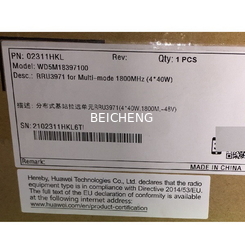 PN: 02311HKL Rev: Qty: 1 PCS
Model: WD5M18397100
Desc.: RRU3971 for Multi-mode 1800MHz (4*40W)
描述: 分布式基站拉远单元RRU3971(4*40W,1800M,-48V)
BEICHENG
SN: 2102311HKL6T
Remark:
MADE IN CHINA
Hereby, Huawei Technologies Co., Ltd. declares that the radio
equipment type is in compliance with Directive 2014/53/EU.
The full text of the EU declaration of conformity is available
at the following address:
www.huawei.com/en/product-certification